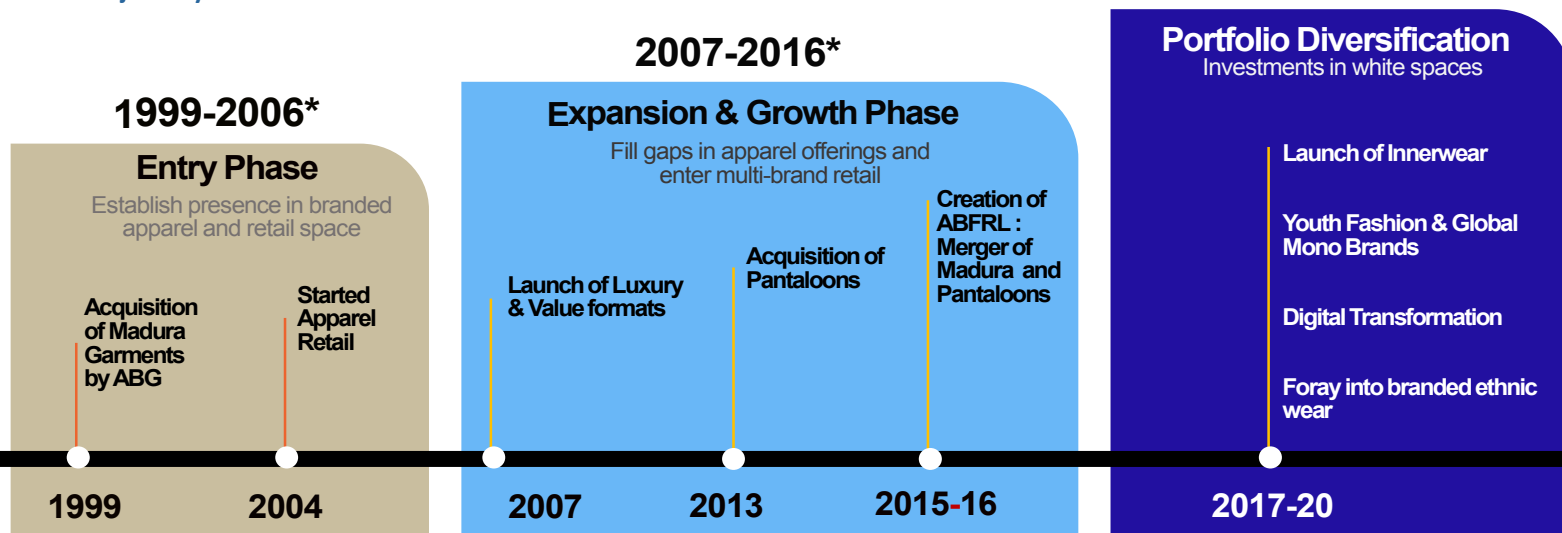 1999-2006*
Entry Phase
Establish presence in branded
apparel and retail space
Acquisition
of Madura
Garments
by ABG
Started
Apparel
Retail
1999
2004
2007-2016*
Expansion & Growth Phase
Fill gaps in apparel offerings and
enter multi-brand retail
Launch of Luxury
& Value formats
Acquisition of
Pantaloons
Creation of
ABFRL :
Merger of
Madura and
Pantaloons
2007
2013
2015-16
Portfolio Diversification
Investments in white spaces
Launch of Innerwear
Youth Fashion & Global
Mono Brands
Digital Transformation
Foray into branded ethnic
wear
2017-20